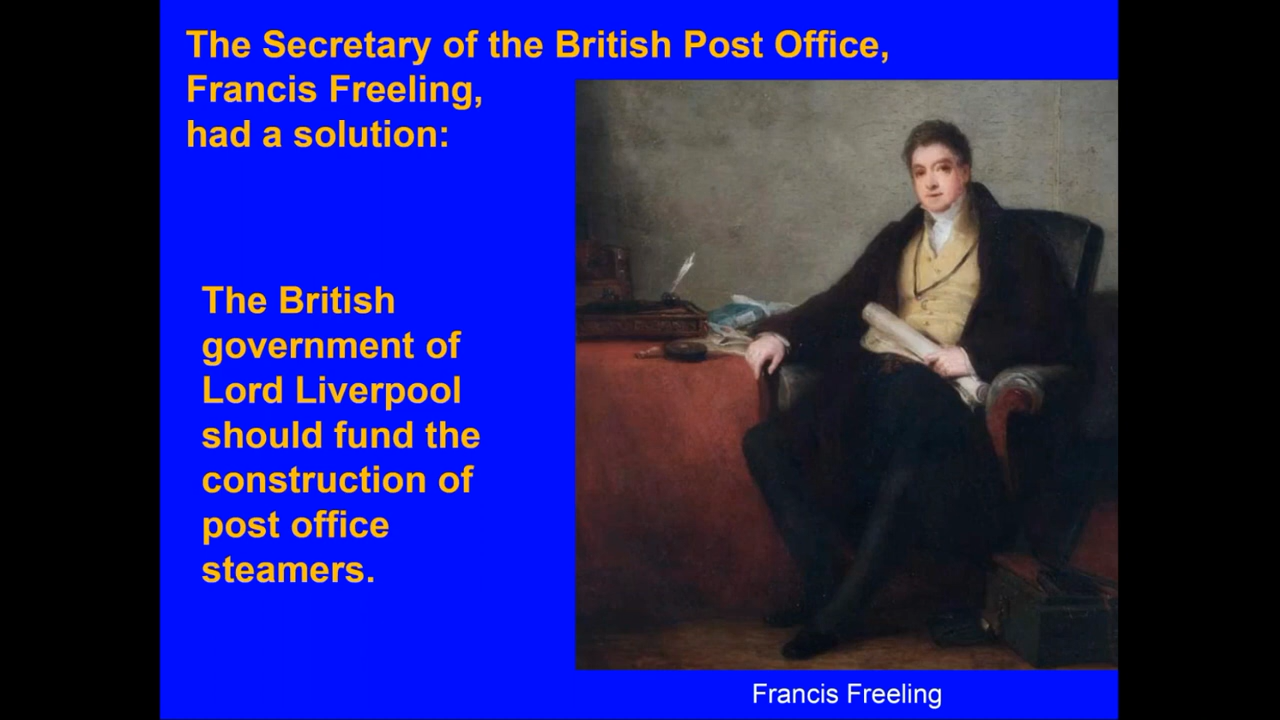 The Secretary of the British Post Office,
Francis Freeling,
had a solution:
The British
government of
Lord Liverpool
should fund the
construction of
post office
steamers.
Francis Freeling